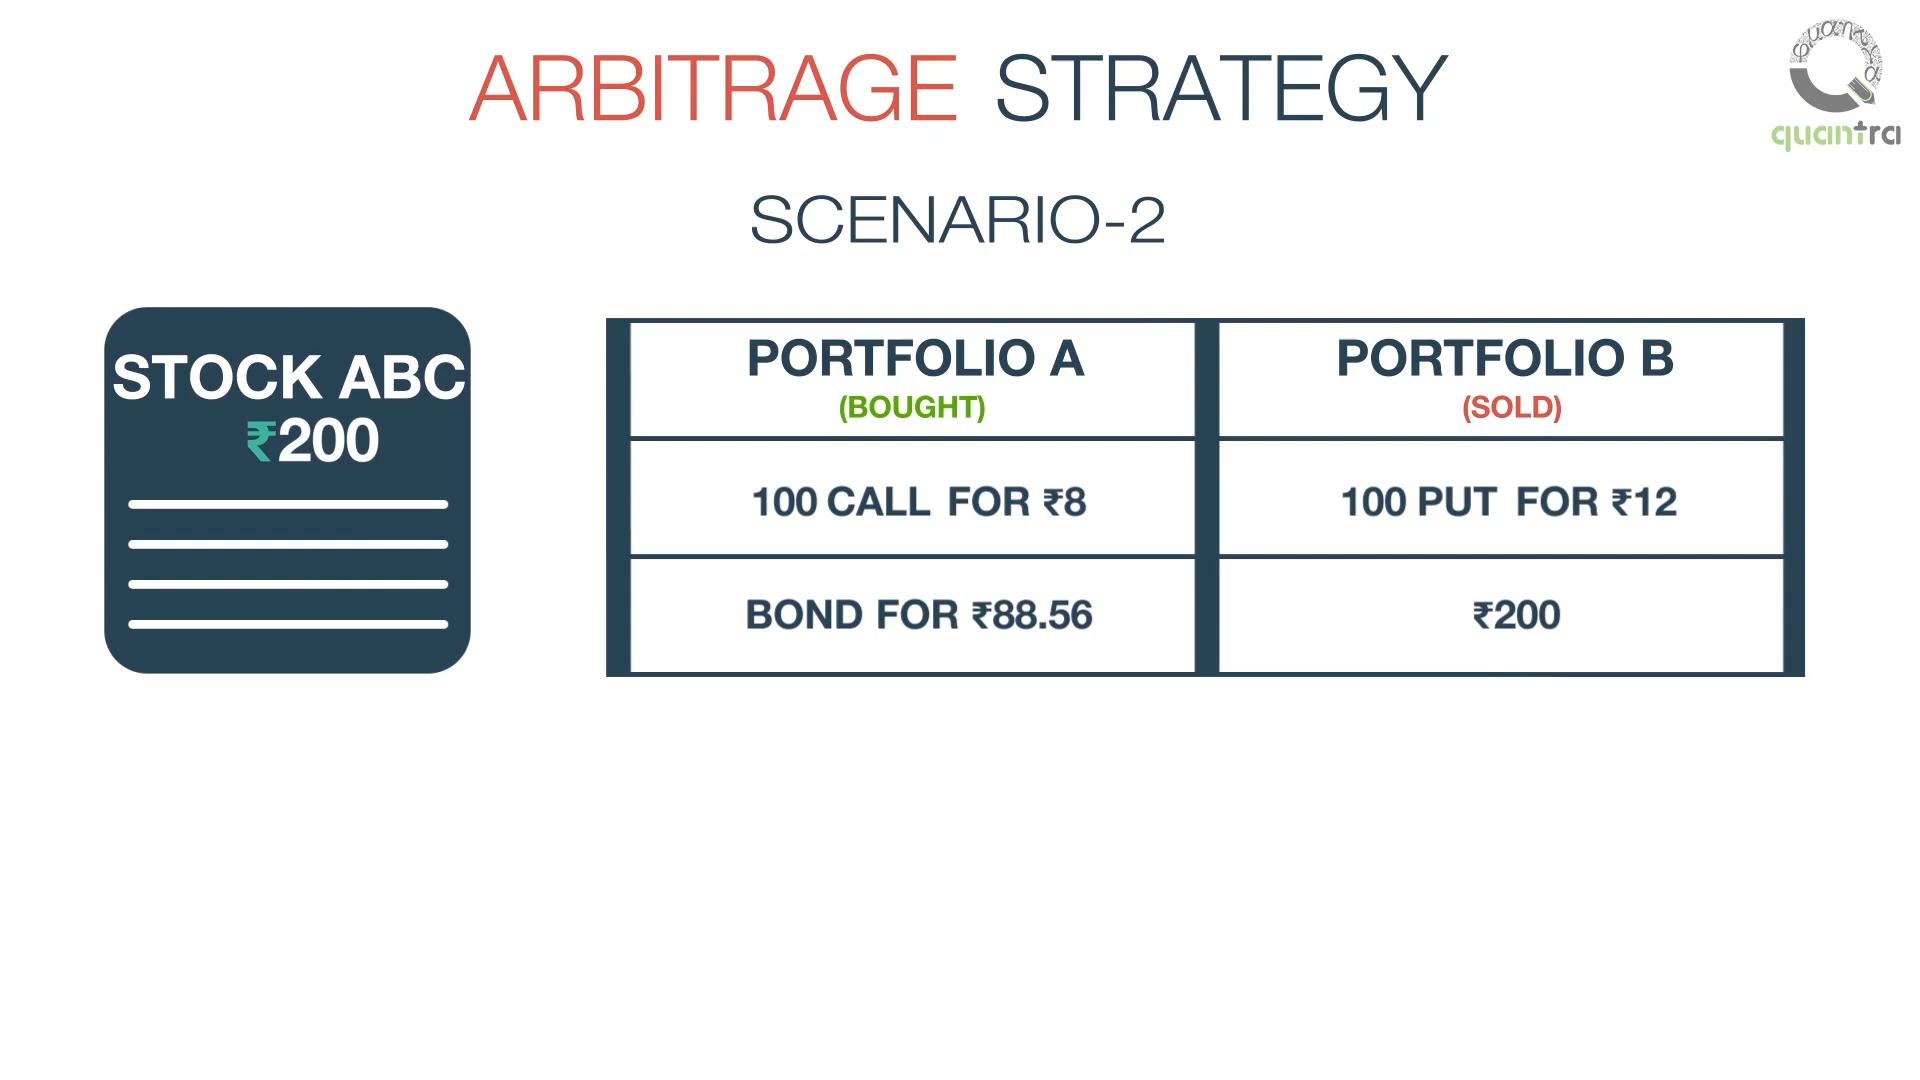 ARBITRAGE STRATEGY
quantra
SCENARIO-2
STOCK ABC
₹200
PORTFOLIO A
(BOUGHT)
PORTFOLIO B
(SOLD)
100 CALL FOR ₹8
100 PUT FOR ₹12
BOND FOR ₹88.56
₹200